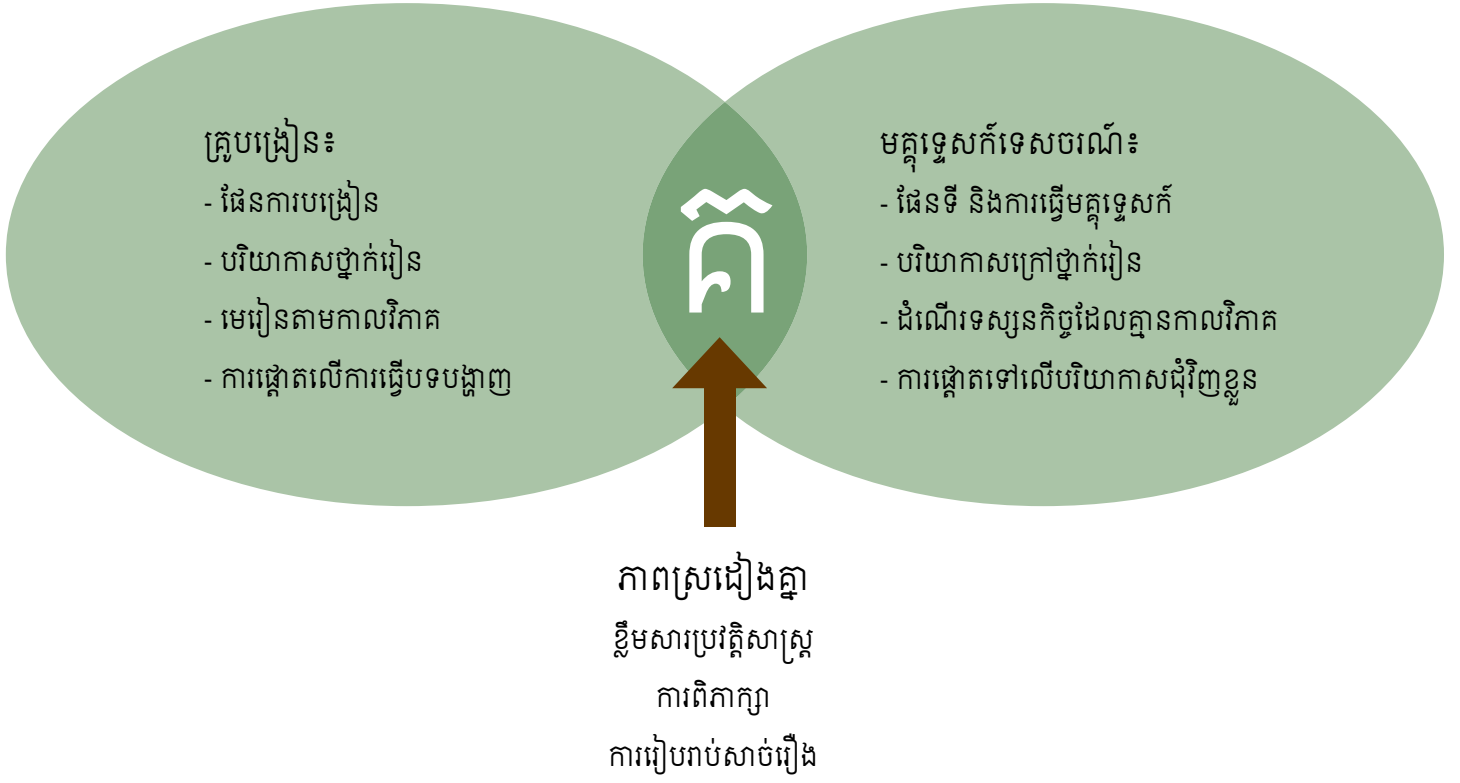 គ្រូបង្រៀន៖
- ផែនការបង្រៀន
- បរិយាកាសថ្នាក់រៀន
- មេរៀនតាមកាលវិភាគ
- ការផ្តោតលើការធ្វើបទបង្ហាញ
គ៊
មគ្គុទ្ទេសក៍ទេសចរណ៍៖
- ផែនទី និងការធ្វើមគ្គុទ្ទេសក៍
- បរិយាកាសក្រៅថ្នាក់រៀន
- ដំណើរទស្សនកិច្ចដែលគ្មានកាលវិភាគ
- ការផ្តោតទៅលើបរិយាកាសជុំវិញខ្លួន
ភាពស្រដៀងគ្នា
ខ្លឹមសារប្រវត្តិសាស្ត្រ
ការពិភាក្សា
ការរៀបរាប់សាច់រឿង